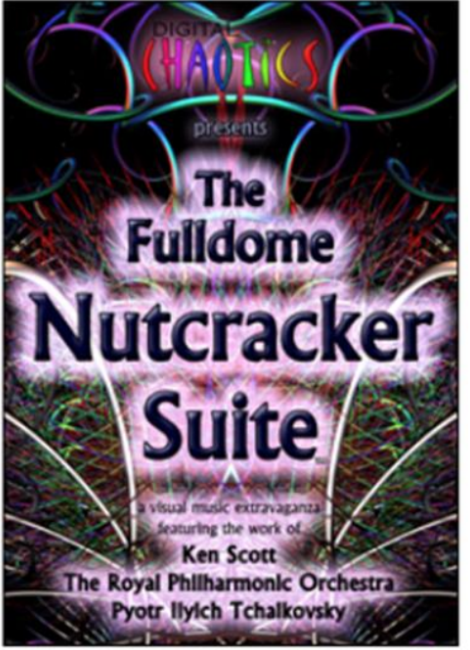 DIGITAL
CHAOTICS
presents
The
Fulldome
Nutcracker
Suite
a visual music extravaganza
featuring the work of
Ken Scott
The Royal Philharmonic Orchestra
Pyotr Ilyich Tchaikovsky